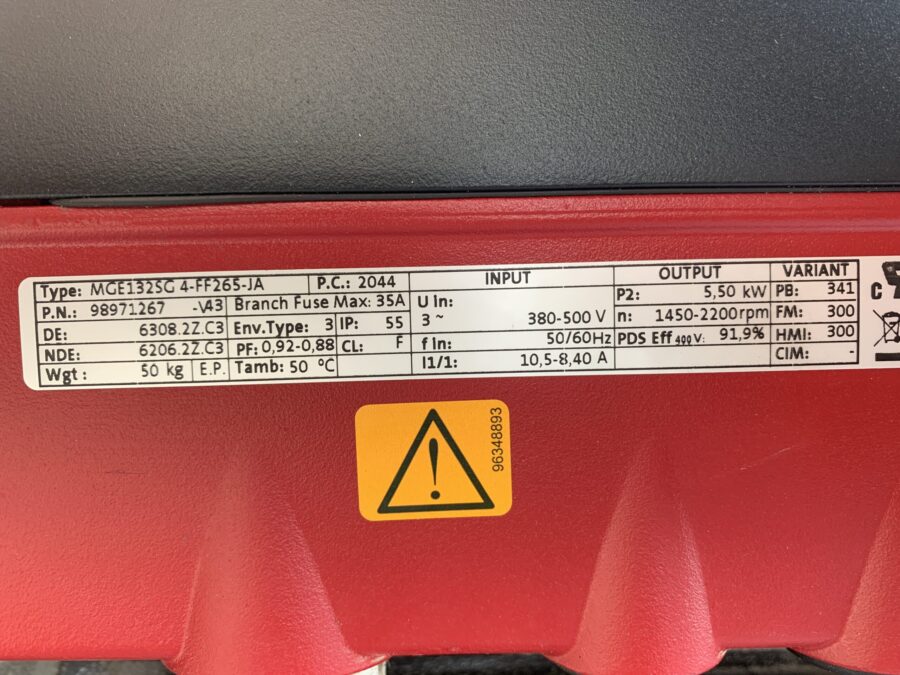 Type: MGE132SG 4-FF265-JA P.C.: 2044 INPUT OUTPUT VARIANT
P.N.: 98971267 -V43 Branch Fuse Max: 35A U In: P2: 5,50 kW PB: 341
DE: 6308.2Z.C3 Env.Type: 3 IP: 55 3 ~ 380-500 V n: 1450-2200rpm FM: 300
NDE: 6206.2Z.C3 PF: 0,92-0,88 CL: F f In: 50/60Hz PDS Eff 400V: 91,9% HMI: 300
Wgt : 50 kg E.P. Tamb: 50 °C I1/1: 10,5-8,40 A CIM: -
c
96348893